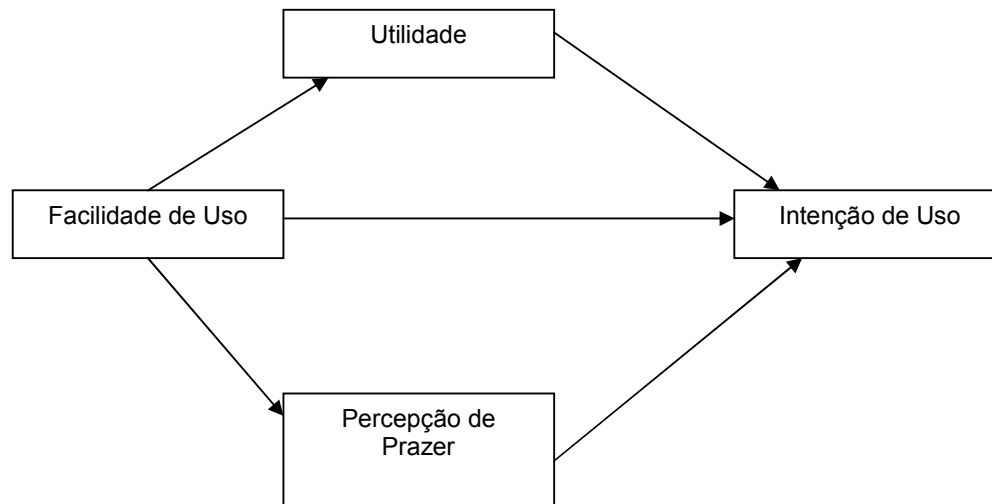 Utilidade
Facilidade de Uso
Intenção de Uso
Percepção de
Prazer